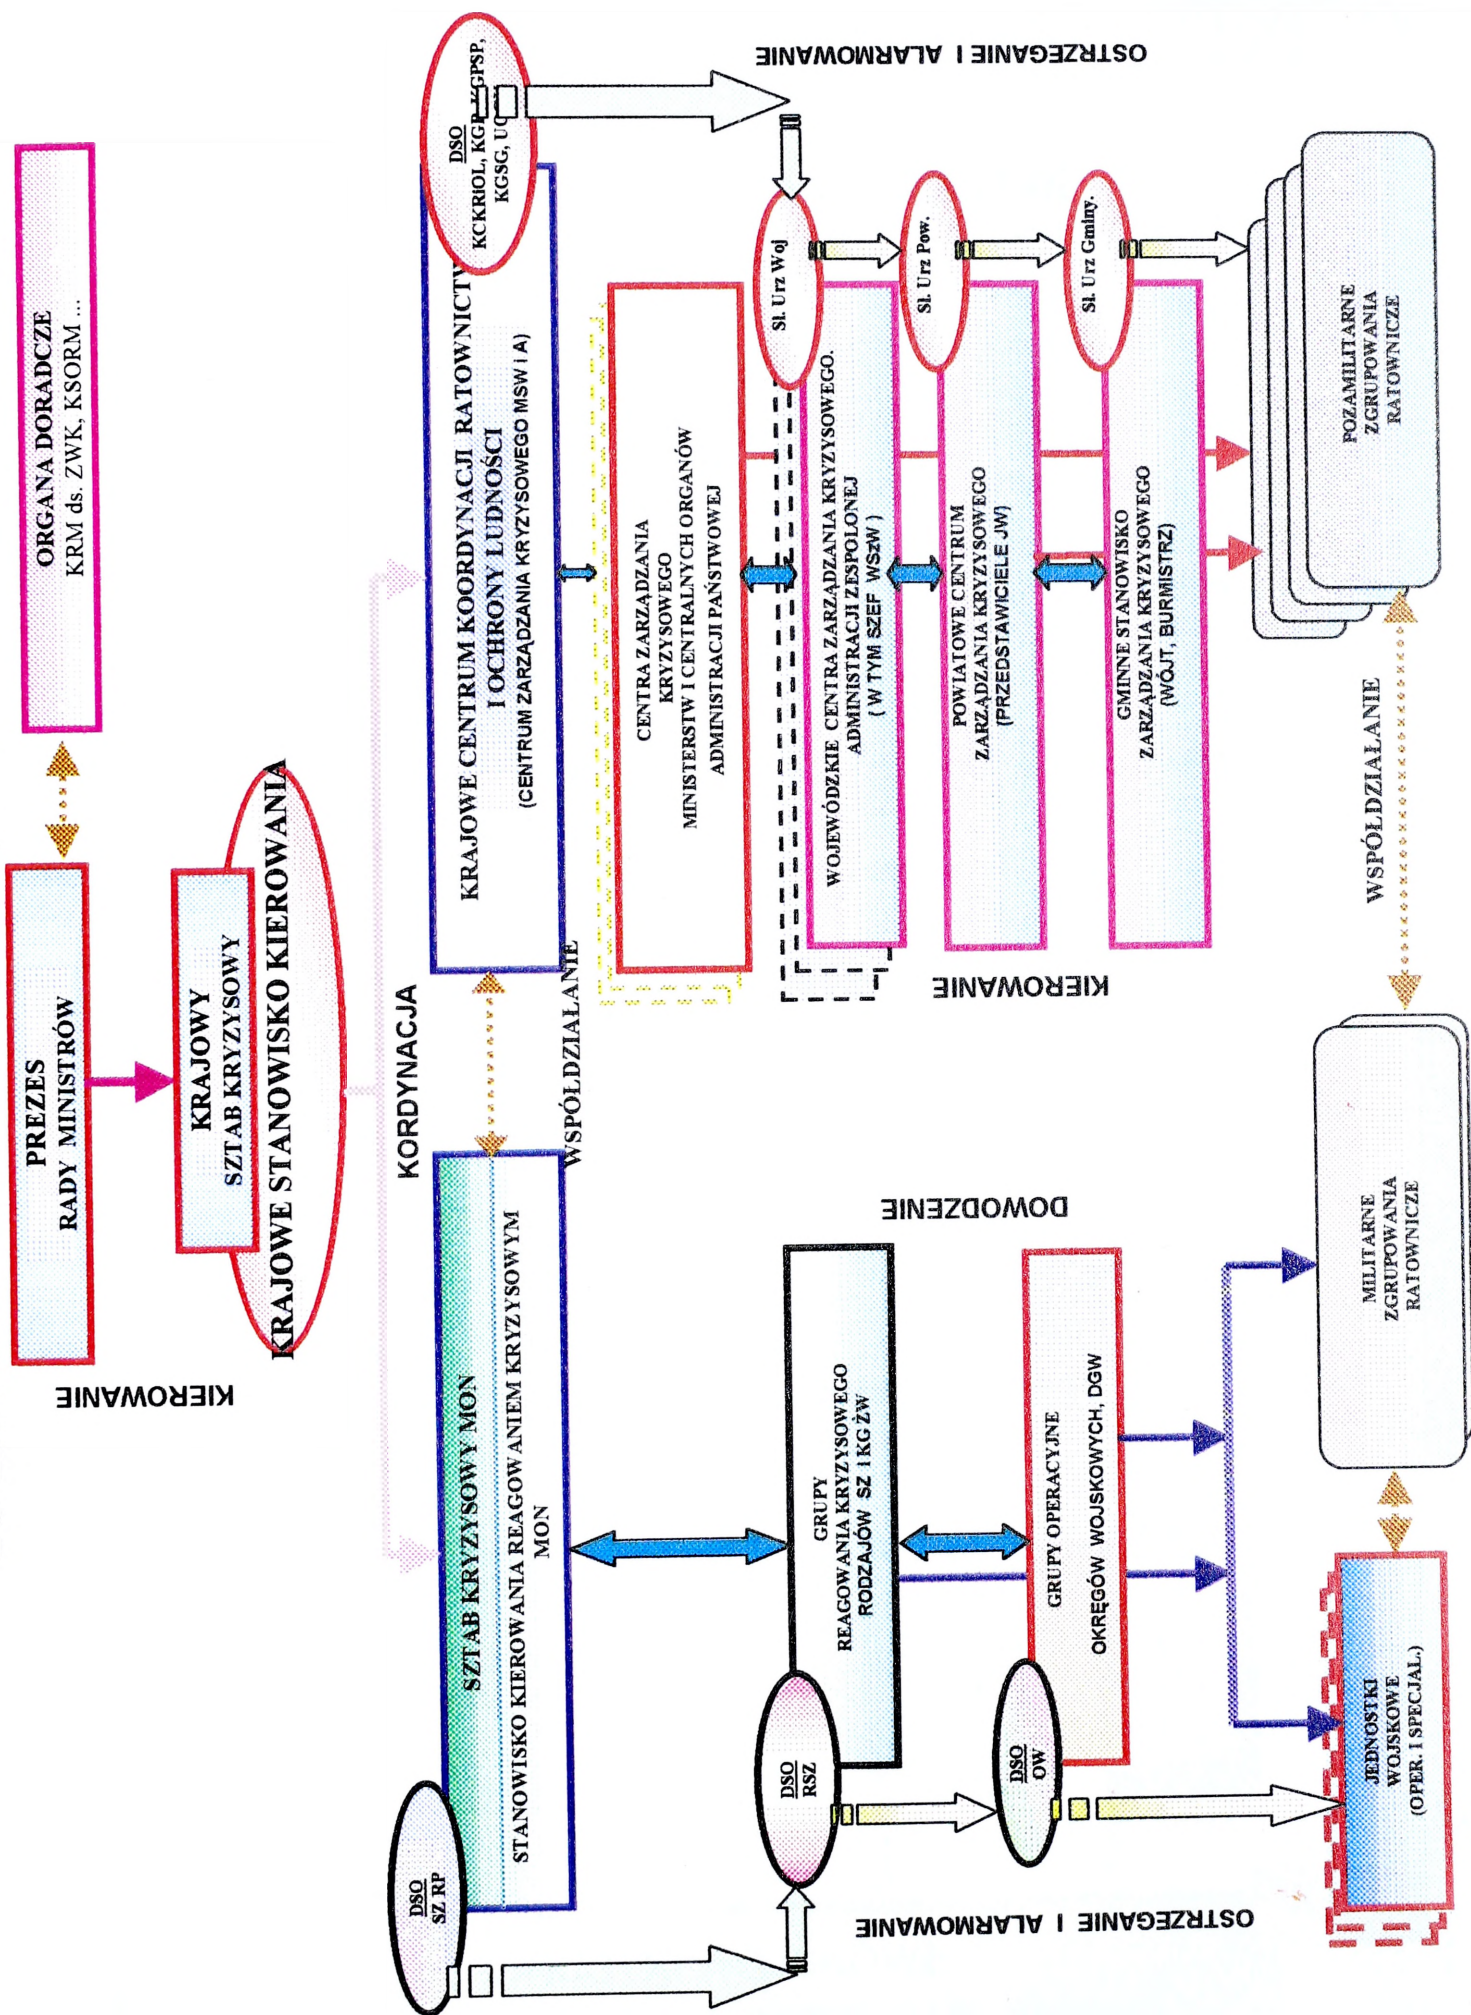 KIEROWANIE
PREZES
RADY MINISTRÓW
ORGANA DORADCZE
KRM ds. ZWK, KSORM ...
KRAJOWY
SZTAB KRYZYSOWY
KRAJOWE STANOWISKO KIEROWANIA
KORDYNACJA
DSO
SZ RP
SZTAB KRYZYSOWY MON
STANOWISKO KIEROWANIA REAGOWANIEM KRYZYSOWYM
MON
WSPÓŁDZIAŁANIE
KRAJOWE CENTRUM KOORDYNACJI
I OCHRONY LUDNOŚCI
(CENTRUM ZARZĄDZANIA KRYZYSOWEGO MSW i A)
DSO
KCKRiOL,
KGSG,
OSTRZEGANIE I ALARMOWANIE
CENTRA ZARZĄDZANIA
KRYZYSOWEGO
MINISTERSTW I CENTRALNYCH ORGANÓW
ADMINISTRACJI PAŃSTWOWEJ
DSO
RSZ
GRUPY
REAGOWANIA KRYZYSOWEGO
RODZAJÓW SZ I KG ŻW
DOWODZENIE
WOJEWÓDZKIE CENTRA ZARZĄDZANIA KRYZYSOWEGO.
ADMINISTRACJI ZESPOLONEJ
( W TYM SZEF WSzW )
Sł. Urz Woj
KIEROWANIE
POWIATOWE CENTRUM
ZARZĄDZANIA KRYZYSOWEGO
(PRZEDSTAWICIELE JW)
Sł. Urz Pow.
DSO
OW
GRUPY OPERACYJNE
OKRĘGÓW WOJSKOWYCH, DGW
GMINNE STANOWISKO
ZARZĄDZANIA KRYZYSOWEGO
(WÓJT, BURMISTRZ)
Sł. Urz Gminy.
OSTRZEGANIE I ALARMOWANIE
JEDNOSTKI
WOJSKOWE
(OPER. I SPECJAL.)
MILITARNE
ZGRUPOWANIA
RATOWNICZE
WSPÓŁDZIAŁANIE
POZAMILITARNE
ZGRUPOWANIA
RATOWNICZE